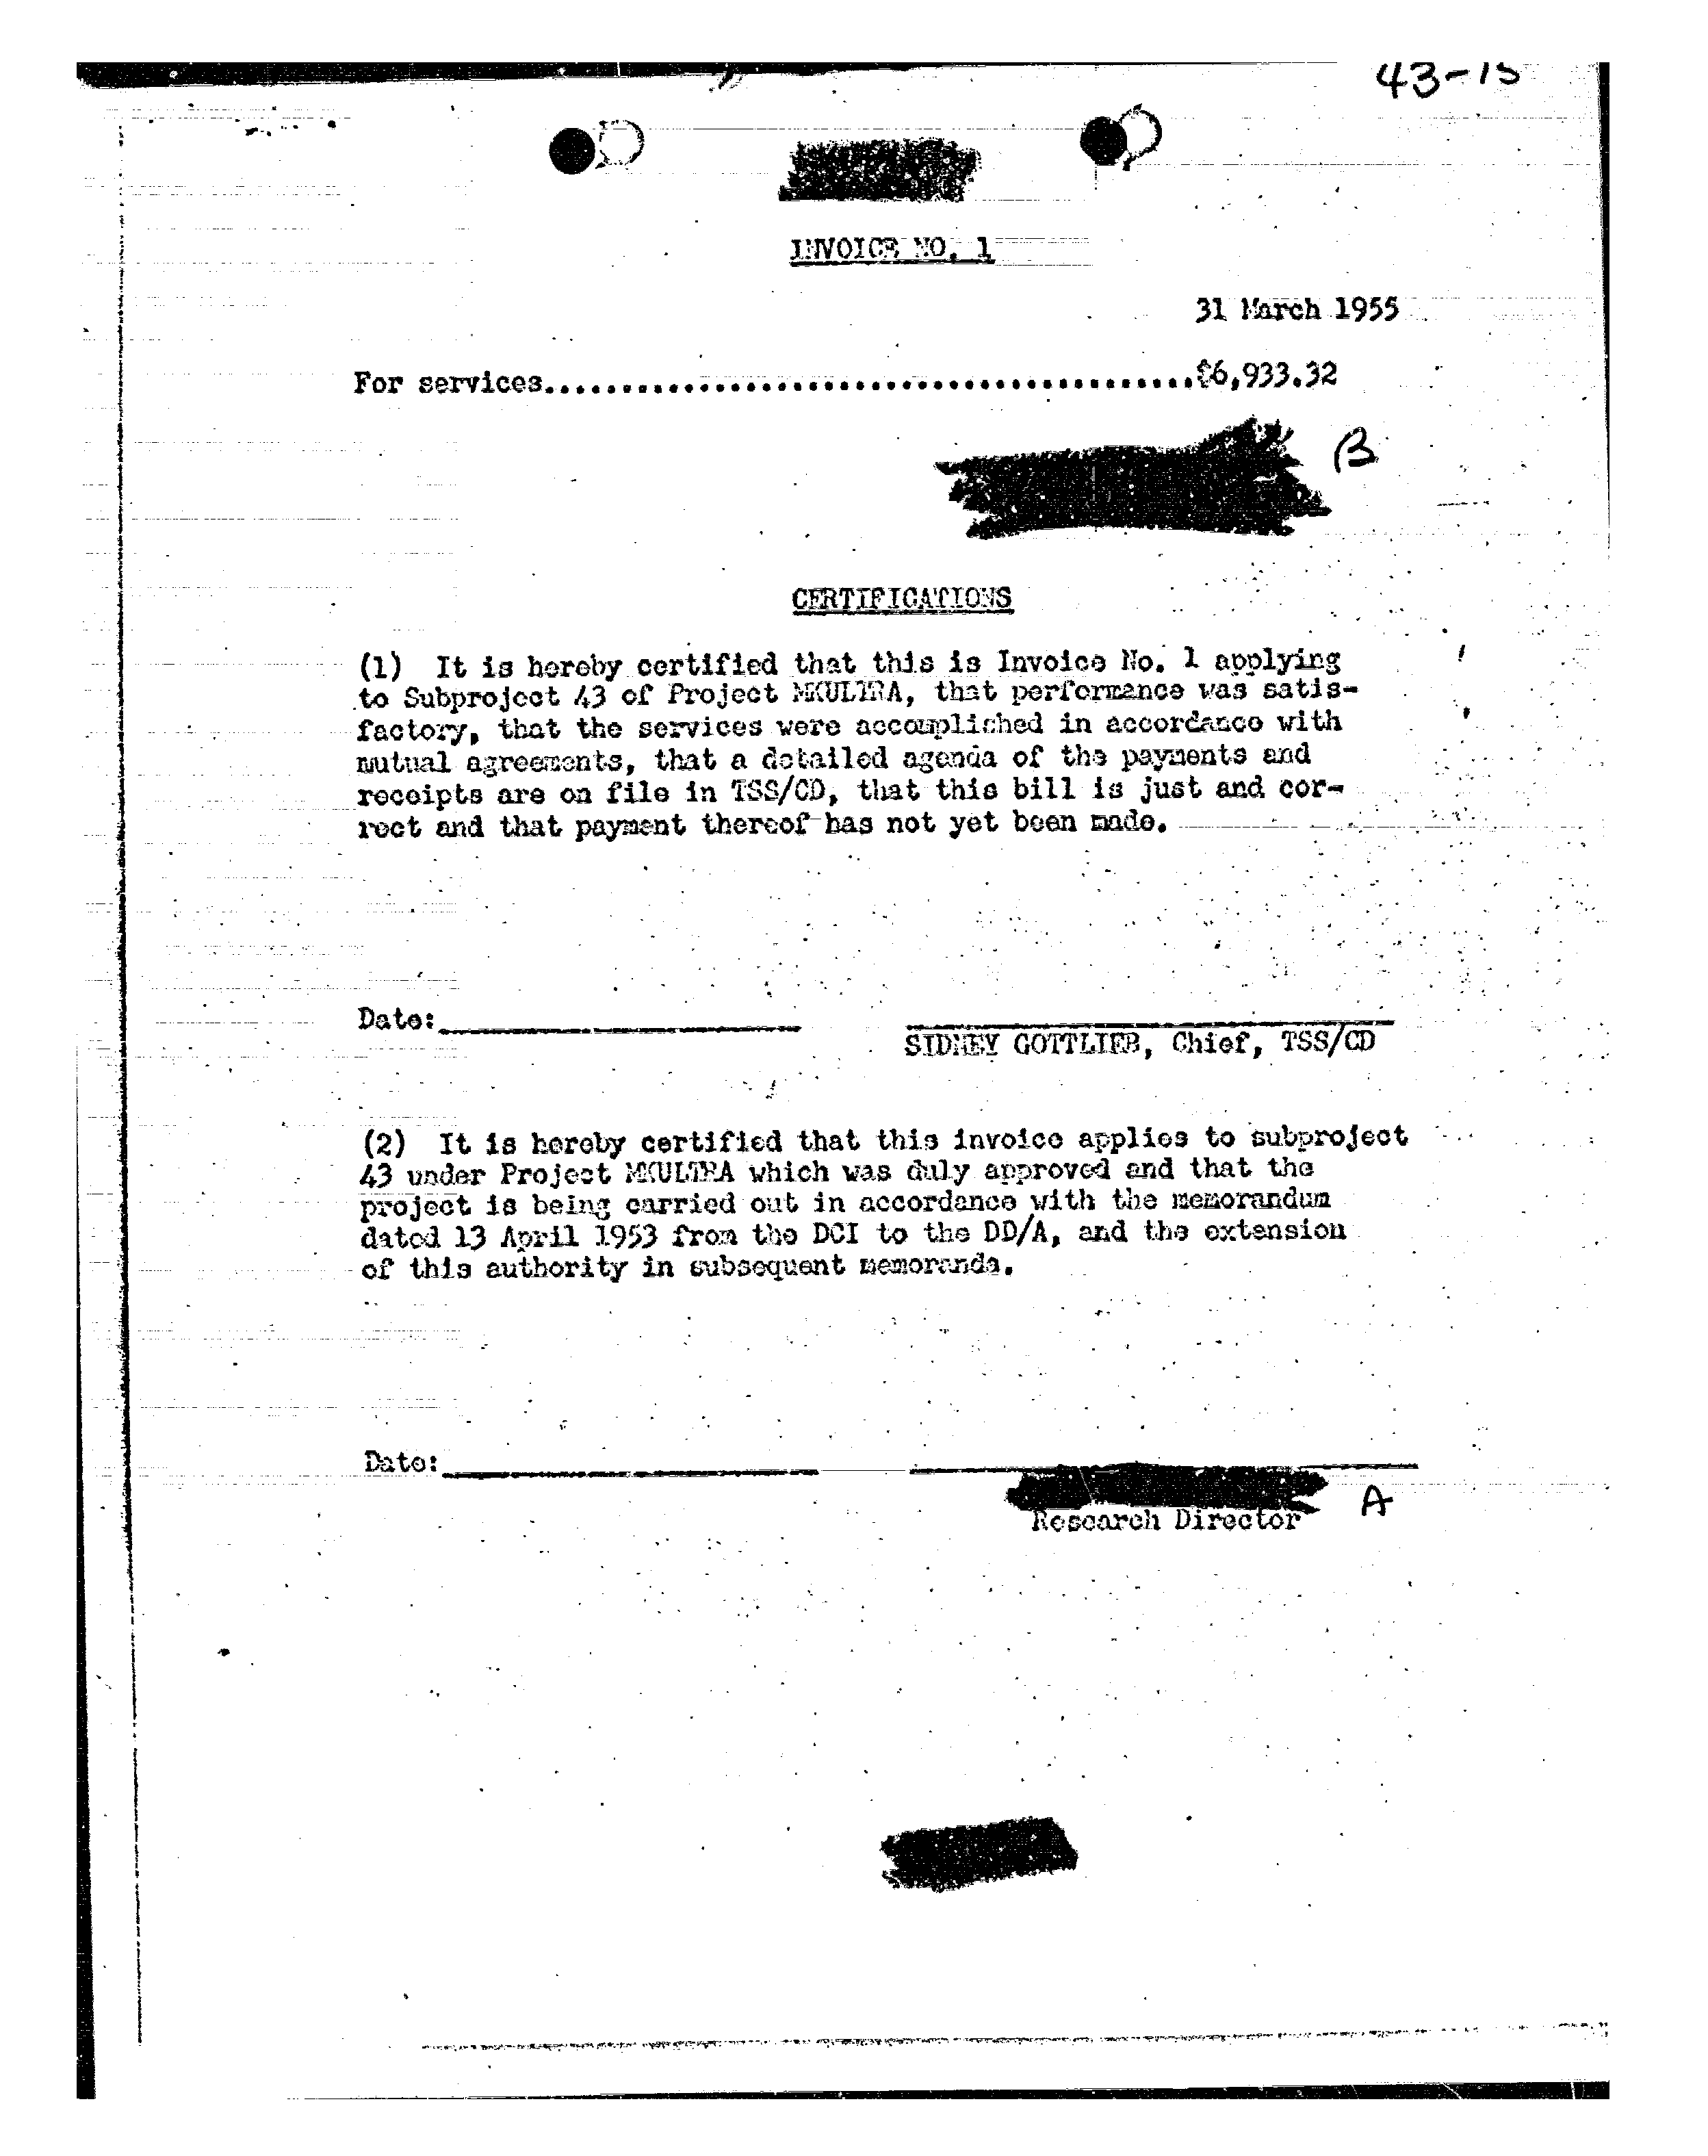 43-15
INVOICE NO. 1
31 March 1955
For services..........................................$6,933.32
B
CERTIFICATIONS
(1) It is hereby certified that this is Invoice No. 1 applying
to Subproject 43 of Project MKULTRA, that performance was satis-
factory, that the services were accomplished in accordance with
mutual agreements, that a detailed agenda of the payments and
receipts are on file in TSS/CD, that this bill is just and cor-
rect and that payment thereof has not yet been made.
Date:
SIDNEY GOTTLIEB, Chief, TSS/CD
(2) It is hereby certified that this invoice applies to subproject
43 under Project MKULTRA which was duly approved and that the
project is being carried out in accordance with the memorandum
dated 13 April 1953 from the DCI to the DD/A, and the extension
of this authority in subsequent memoranda.
Date:
A
Research Director